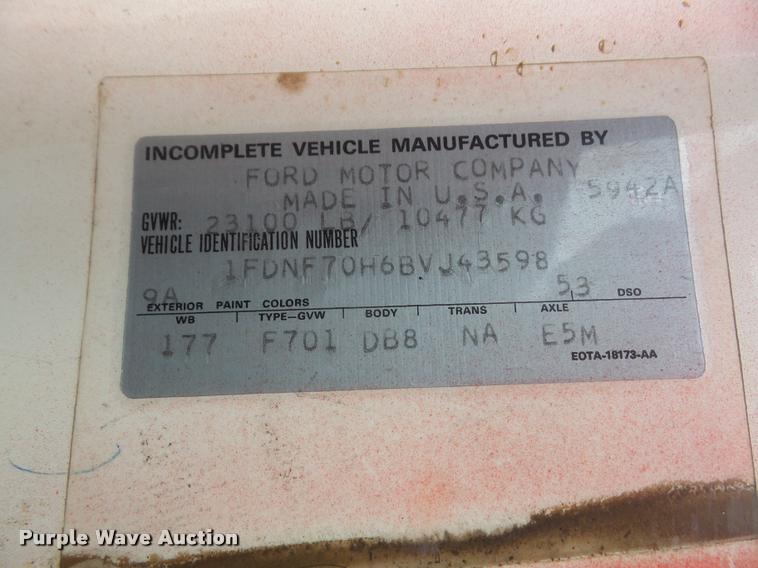 INCOMPLETE VEHICLE MANUFACTURED BY
FORD MOTOR COMPANY
MADE IN U.S.A. 5942A
GVWR: 23100 LB/ 10477 KG
VEHICLE IDENTIFICATION NUMBER
1FDNF70H6BVJ43598
9A 53 DSO
EXTERIOR PAINT COLORS
WB TYPE-GVW BODY TRANS AXLE
177 F701 DB8 NA E5M
EOTA-18173-AA
Purple Wave Auction